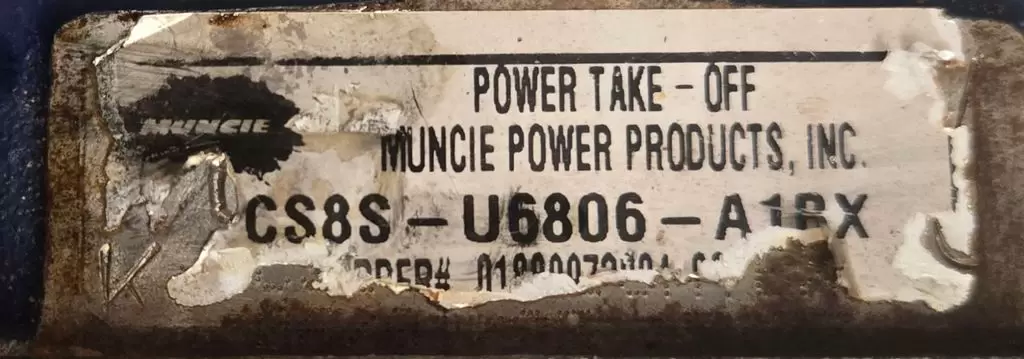 POWER TAKE - OFF
MUNCIE
MUNCIE POWER PRODUCTS, INC.
CS8S - U6806 - A1BX